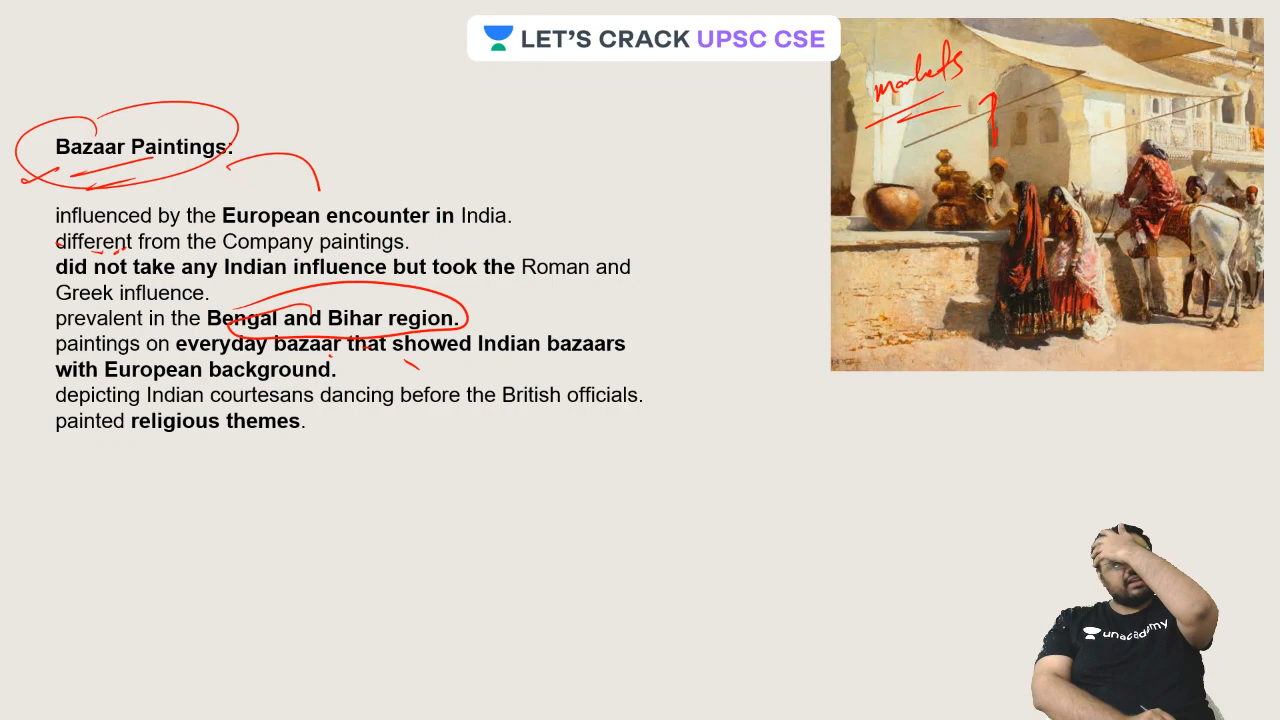 LET'S CRACK UPSC CSE
markets
Bazaar Paintings:
influenced by the European encounter in India.
different from the Company paintings.
did not take any Indian influence but took the Roman and
Greek influence.
prevalent in the Bengal and Bihar region.
paintings on everyday bazaar that showed Indian bazaars
with European background.
depicting Indian courtesans dancing before the British officials.
painted religious themes.
unacademy